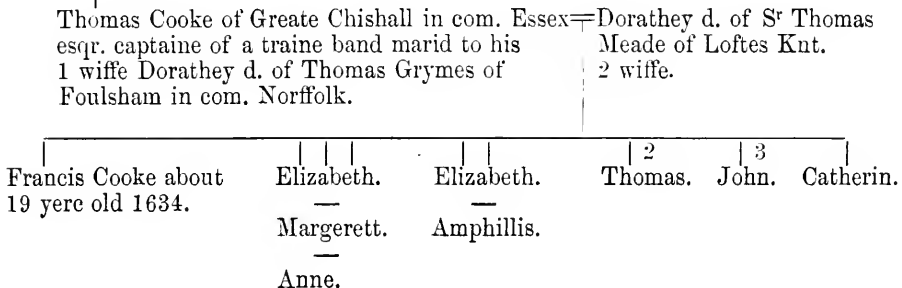 Thomas Cooke of Greate Chishall in com. Essex=Dorathey d. of Sʳ Thomas
esqr. captaine of a traine band marid to his Meade of Loftes Knt.
1 wiffe Dorathey d. of Thomas Grymes of 2 wiffe.
Foulsham in com. Norffolk.
2 3
Francis Cooke about Elizabeth. Elizabeth. Thomas. John. Catherin.
19 yere old 1634.
Margerett. Amphillis.
Anne.